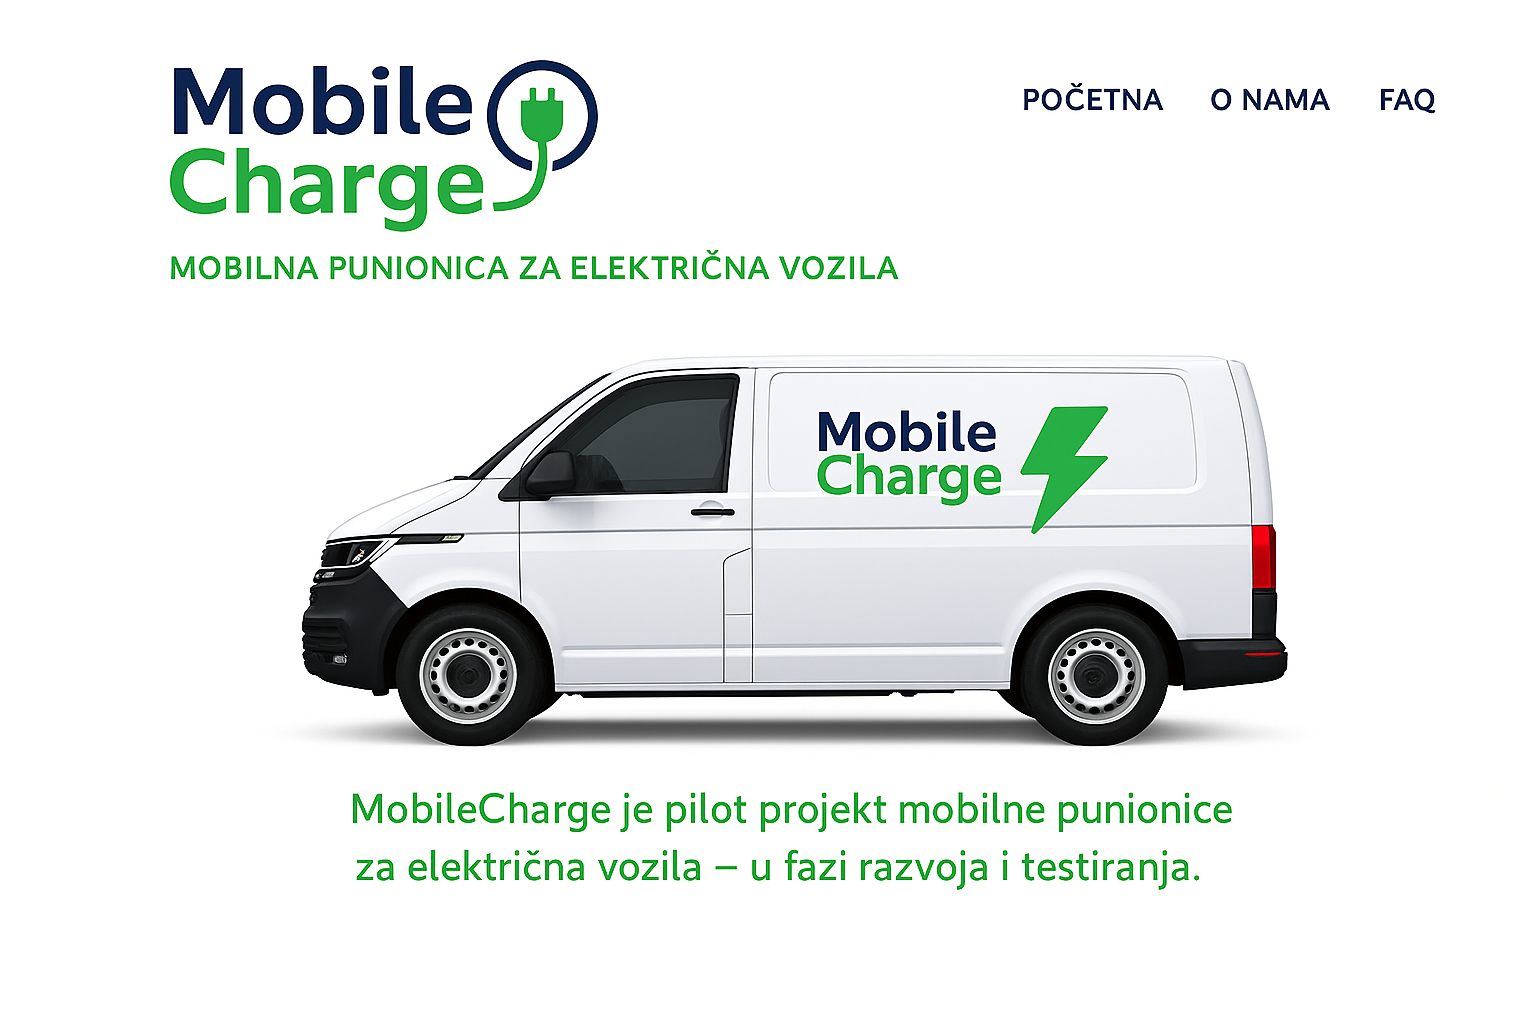 Mobile
Charge
POČETNA O NAMA FAQ
MOBILNA PUNIONICA ZA ELEKTRIČNA VOZILA
Mobile
Charge
MobileCharge je pilot projekt mobilne punionice
za električna vozila – u fazi razvoja i testiranja.